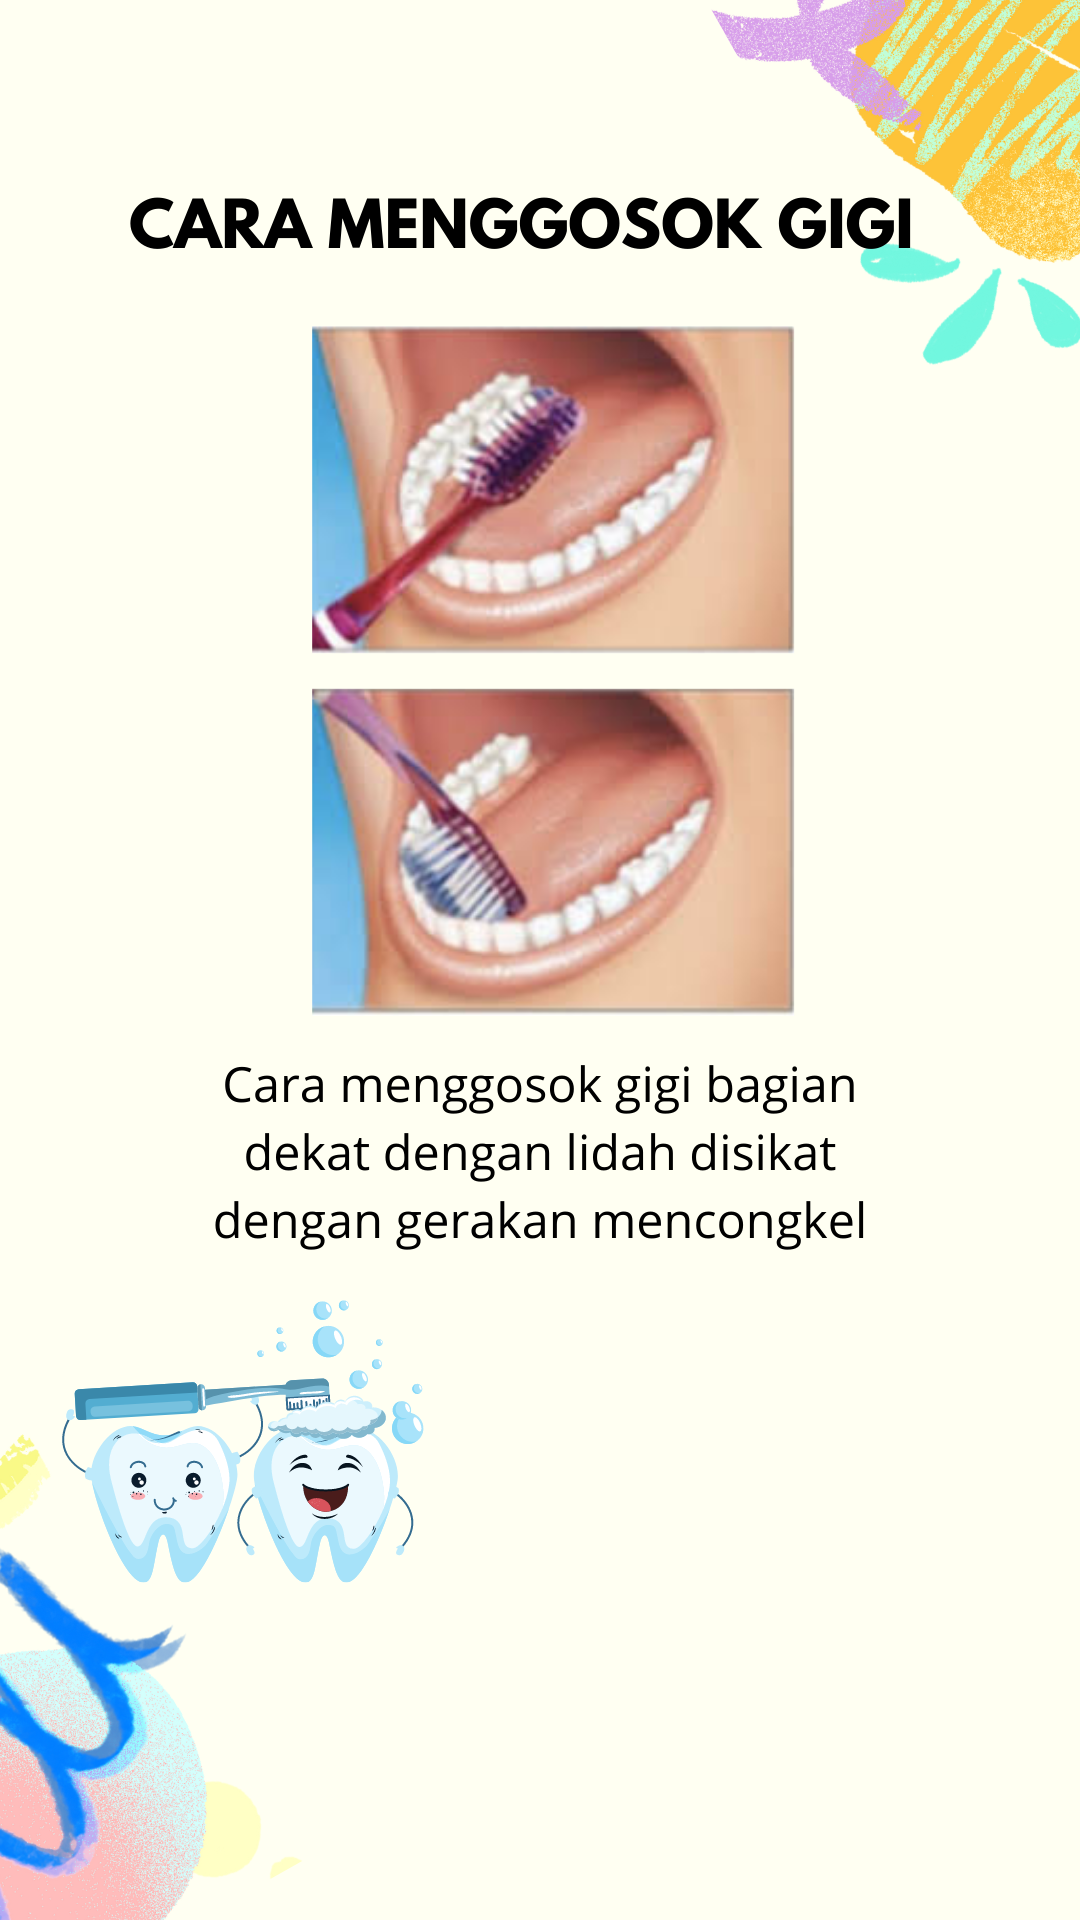 CARA MENGGOSOK GIGI
Cara menggosok gigi bagian
dekat dengan lidah disikat
dengan gerakan mencongkel